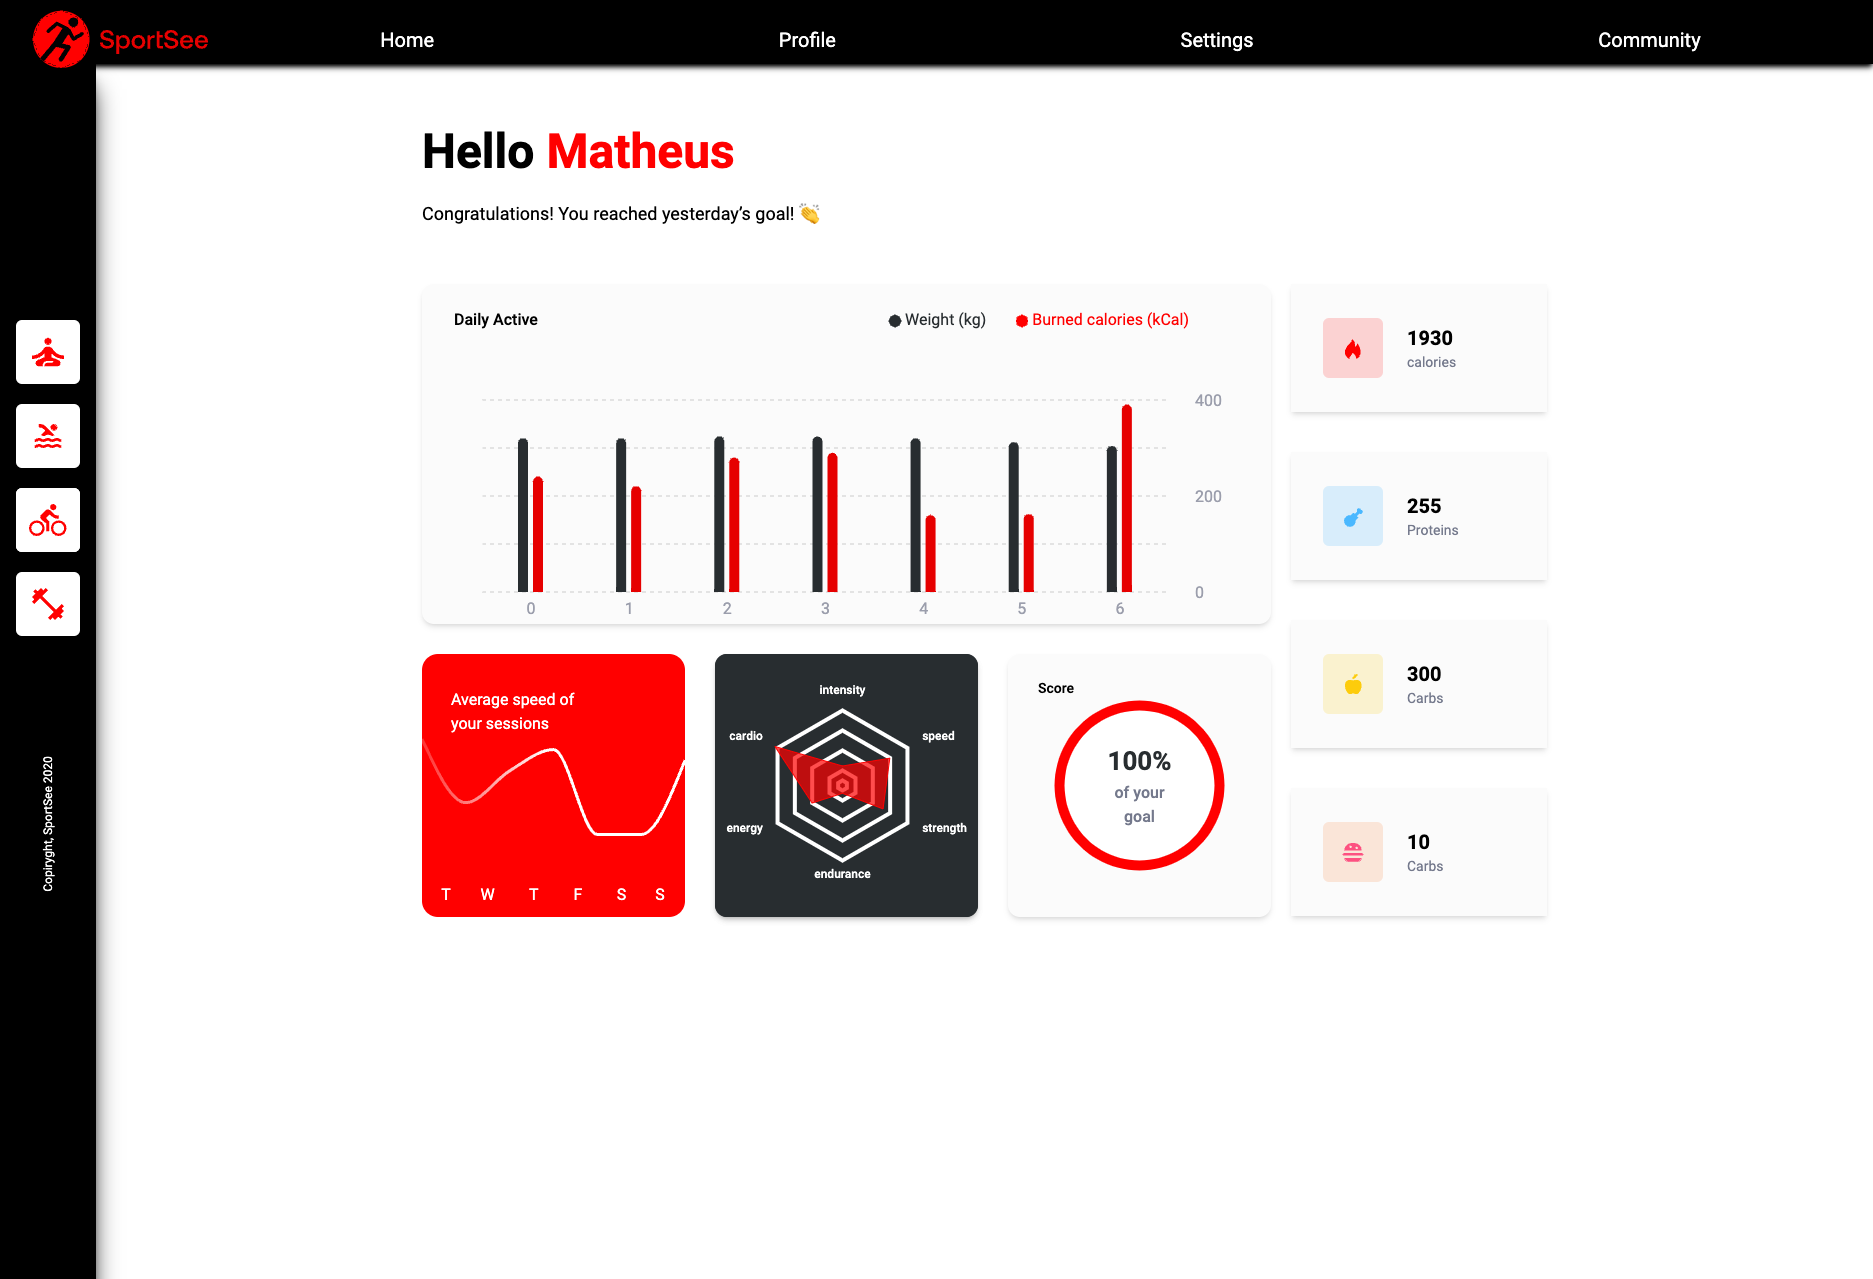 SportSee
Home
Profile
Settings
Community
Hello Matheus
Congratulations! You reached yesterday’s goal! 👏
Daily Active
Weight (kg)
Burned calories (kCal)
400
200
0
0 1 2 3 4 5 6
1930
calories
255
Proteins
300
Carbs
10
Carbs
Average speed of
your sessions
T W T F S S
intensity
cardio
speed
energy
strength
endurance
Score
100%
of your
goal
Copiryght, SportSee 2020